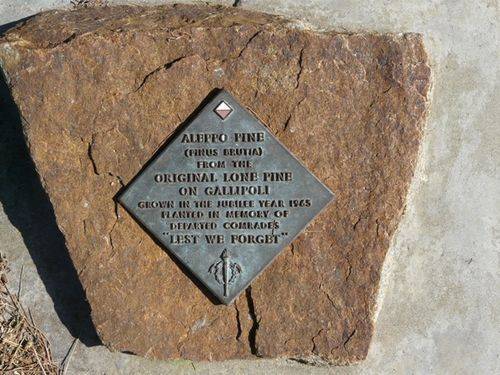 ALEPPO PINE
(PINUS BRUTIA)
FROM THE
ORIGINAL LONE PINE
ON GALLIPOLI
GROWN IN THE JUBILEE YEAR 1965
PLANTED IN MEMORY OF
DEPARTED COMRADE'S
"LEST WE FORGET"